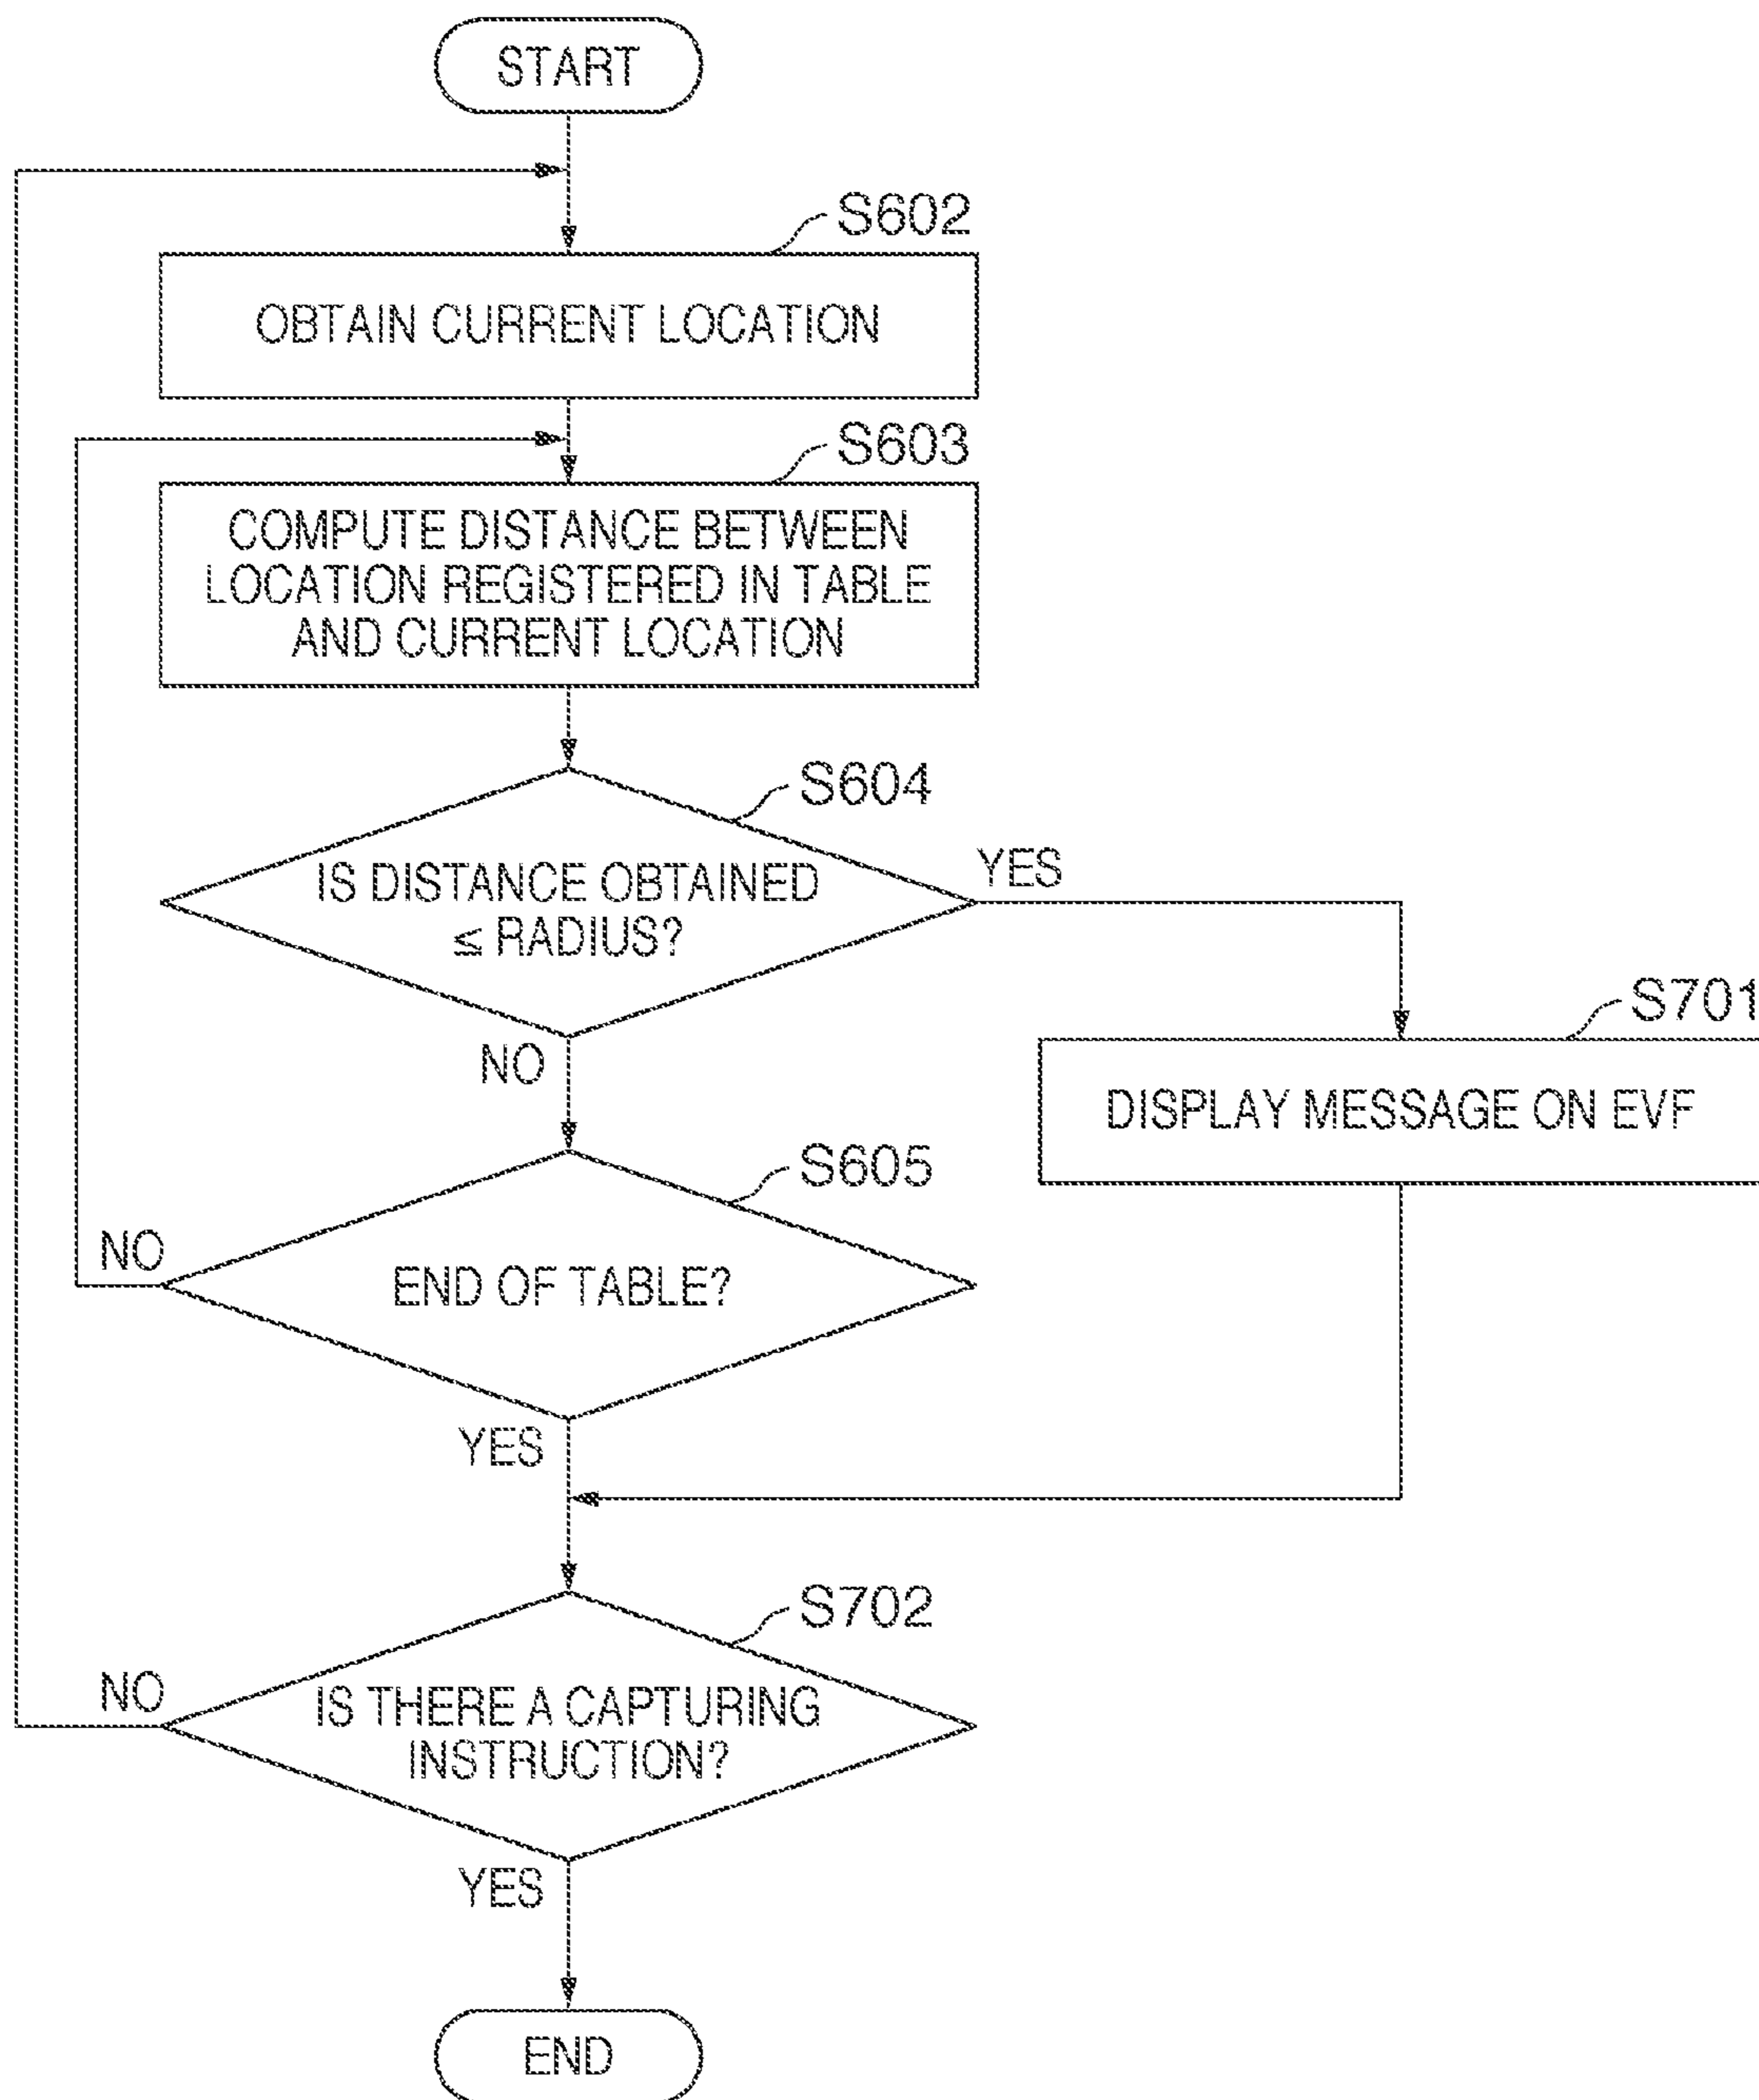 START
S602
OBTAIN CURRENT LOCATION
S603
COMPUTE DISTANCE BETWEEN
LOCATION REGISTERED IN TABLE
AND CURRENT LOCATION
S604
IS DISTANCE OBTAINED
≤ RADIUS?
YES
NO
S701
DISPLAY MESSAGE ON EVF
S605
END OF TABLE?
NO
YES
S702
IS THERE A CAPTURING
INSTRUCTION?
NO
YES
END